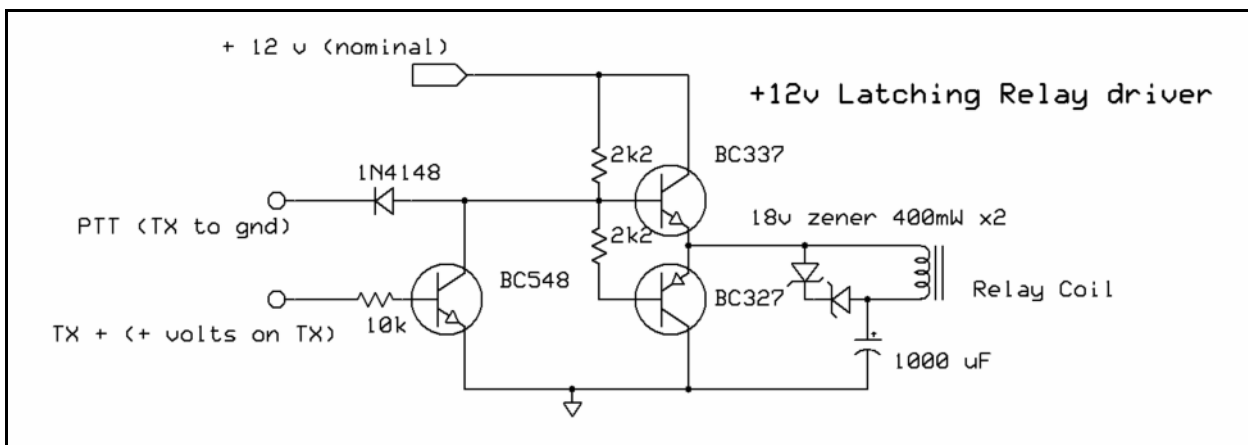 + 12 v (nominal)
+12v Latching Relay driver
2k2
BC337
1N4148
PTT (TX to gnd)
2k2
18v zener 400mW x2
BC548
BC327
Relay Coil
10k
TX + (+ volts on TX)
+
1000 uF